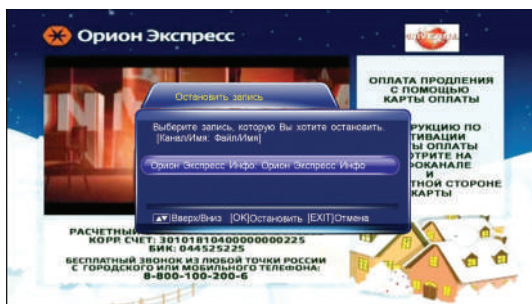 Орион Экспресс
UNIVERSAL
ОПЛАТА ПРОДЛЕНИЯ
С ПОМОЩЬЮ
КАРТЫ ОПЛАТЫ
Остановить запись
Выберите запись, которую Вы хотите остановить.
[Канал/Имя: Файл/Имя]
Орион Экспресс Инфо: Орион Экспресс Инфо
[▲▼]Вверх/Вниз [OK]Остановить [EXIT]Отмена
РУКЦИЮ ПО
ТИВАЦИИ
Ы ОПЛАТЫ
ОТРИТЕ НА
ФОКАНАЛЕ
И
ТНОЙ СТОРОНЕ
КАРТЫ
РАСЧЕТНЫЙ
КОРР. СЧЕТ: 30101810400000000225
БИК: 044525225
БЕСПЛАТНЫЙ ЗВОНОК ИЗ ЛЮБОЙ ТОЧКИ РОССИИ
С ГОРОДСКОГО ИЛИ МОБИЛЬНОГО ТЕЛЕФОНА:
8-800-100-200-6